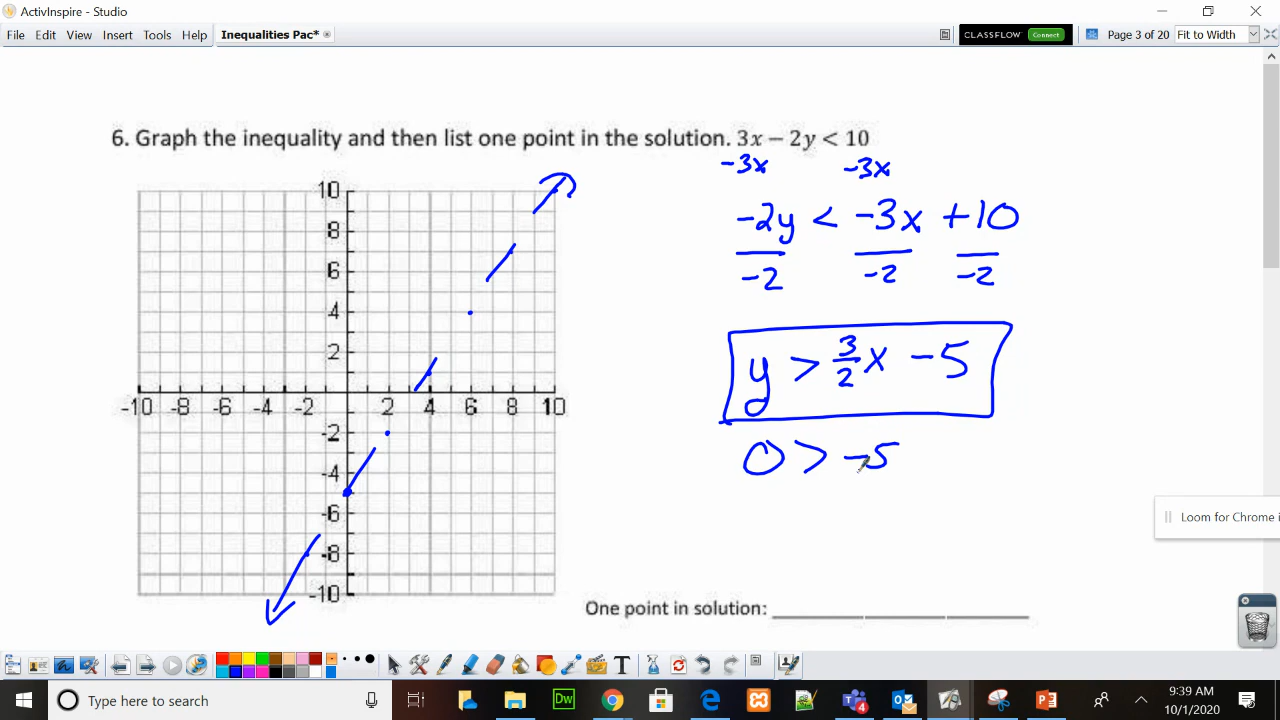 ActivInspire - Studio
File Edit View Insert Tools Help Inequalities Pac* CLASSFLOW Connect Page 3 of 20 Fit to Width
6. Graph the inequality and then list one point in the solution. 3x − 2y < 10
-3x -3x
-2y < -3x +10
-2 -2 -2
y > 3/2 x - 5
0 > -5
10
8
6
4
2
-10 -8 -6 -4 -2 2 4 6 8 10
-2
-4
-6
-8
-10
Loom for Chrome i
One point in solution: ____________
T
Type here to search
Dw
4
9:39 AM
10/1/2020